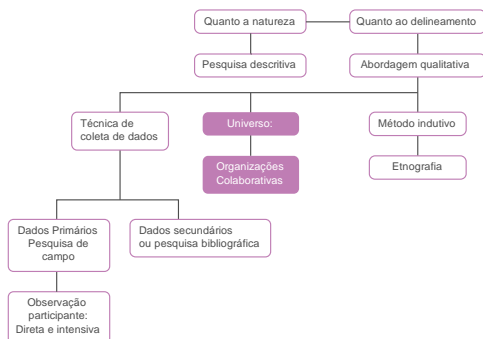 Quanto a natureza
Quanto ao delineamento
Pesquisa descritiva
Abordagem qualitativa
Técnica de
coleta de dados
Universo:
Método indutivo
Organizações
Colaborativas
Etnografia
Dados Primários
Pesquisa de
campo
Dados secundários
ou pesquisa bibliográfica
Observação
participante:
Direta e intensiva